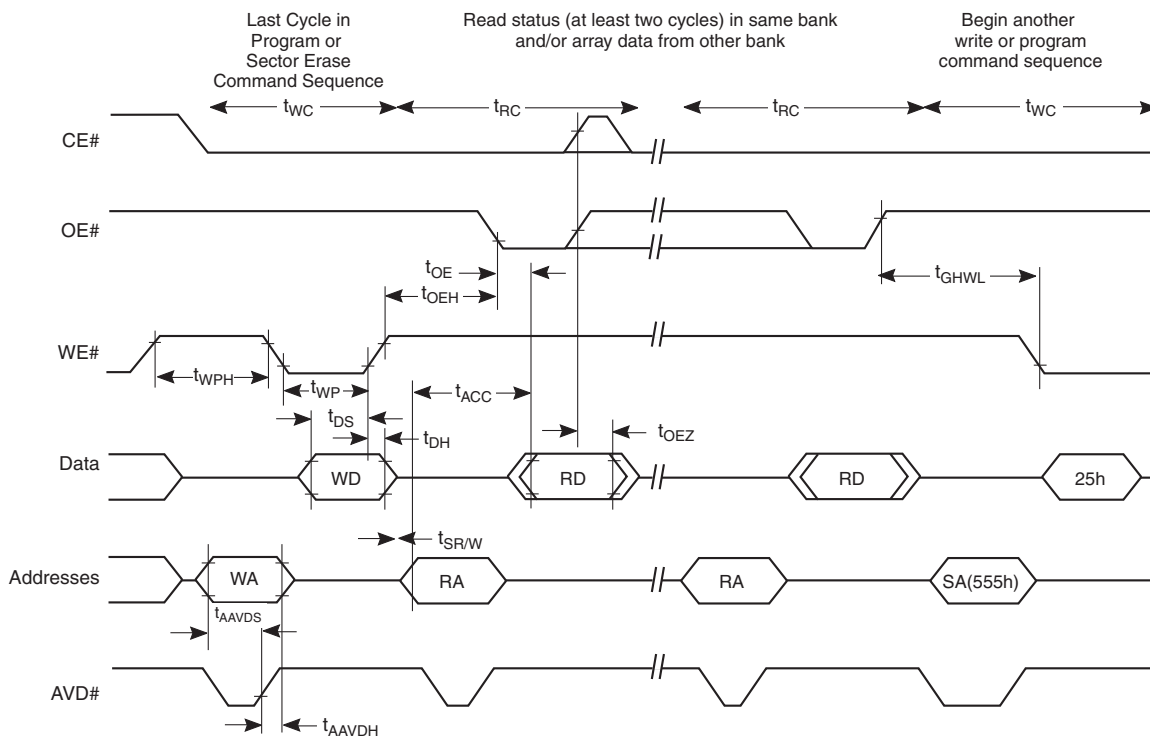 Last Cycle in
Program or
Sector Erase
Command Sequence
Read status (at least two cycles) in same bank
and/or array data from other bank
Begin another
write or program
command sequence
tWC
tRC
tRC
tWC
CE#
OE#
tOE
tOEH
tGHWL
WE#
tWPH
tWP
tACC
tDS
tDH
tOEZ
Data
WD
RD
RD
25h
tSR/W
Addresses
WA
RA
RA
SA(555h)
tAAVDS
AVD#
tAAVDH